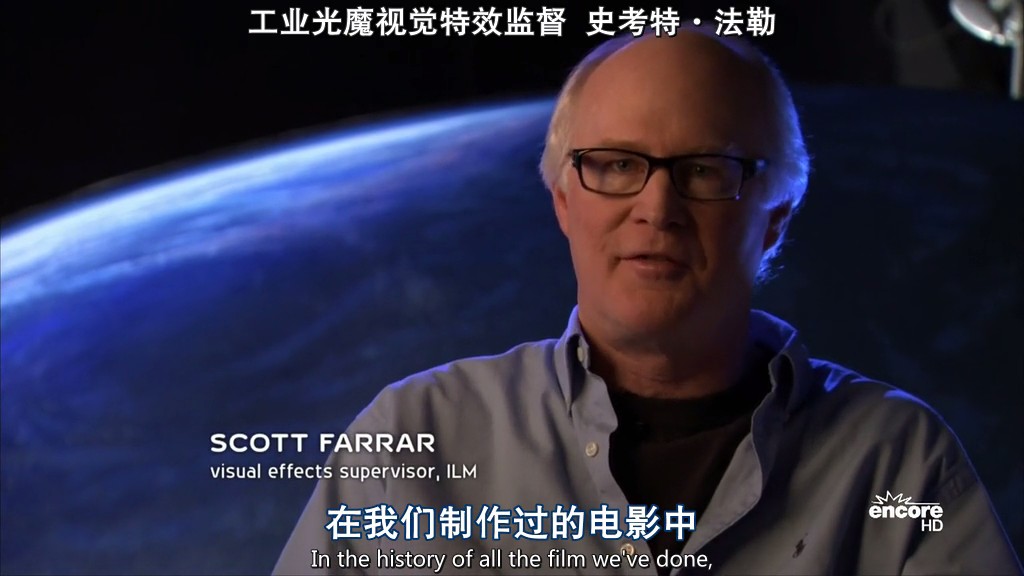 工业光魔视觉特效监督 史考特·法勒
SCOTT FARRAR
visual effects supervisor, ILM
encore
HD
在我们制作过的电影中
In the history of all the film we've done,